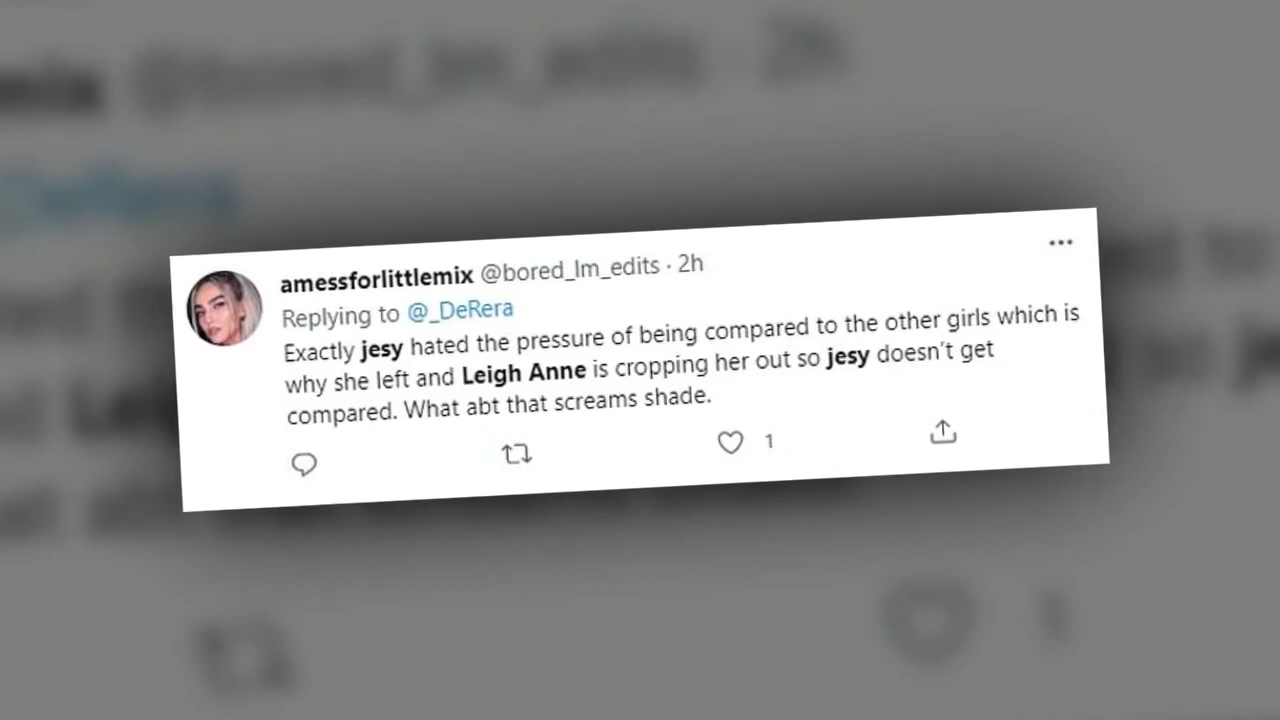 amessforlittlemix @bored_lm_edits · 2h
Replying to @_DeRera
Exactly jesy hated the pressure of being compared to the other girls which is
why she left and Leigh Anne is cropping her out so jesy doesn't get
compared. What abt that screams shade.
1